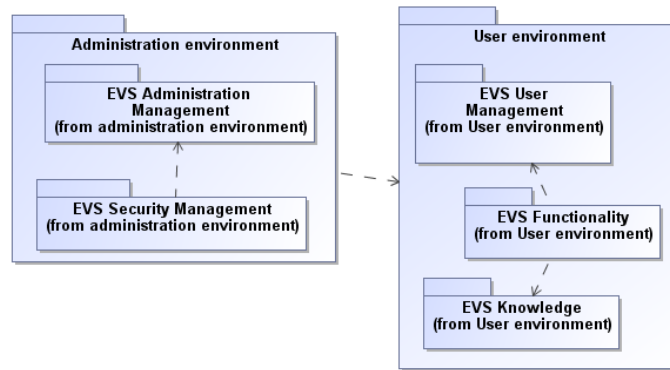 Administration environment
EVS Administration
Management
(from administration environment)
EVS Security Management
(from administration environment)
User environment
EVS User
Management
(from User environment)
EVS Functionality
(from User environment)
EVS Knowledge
(from User environment)